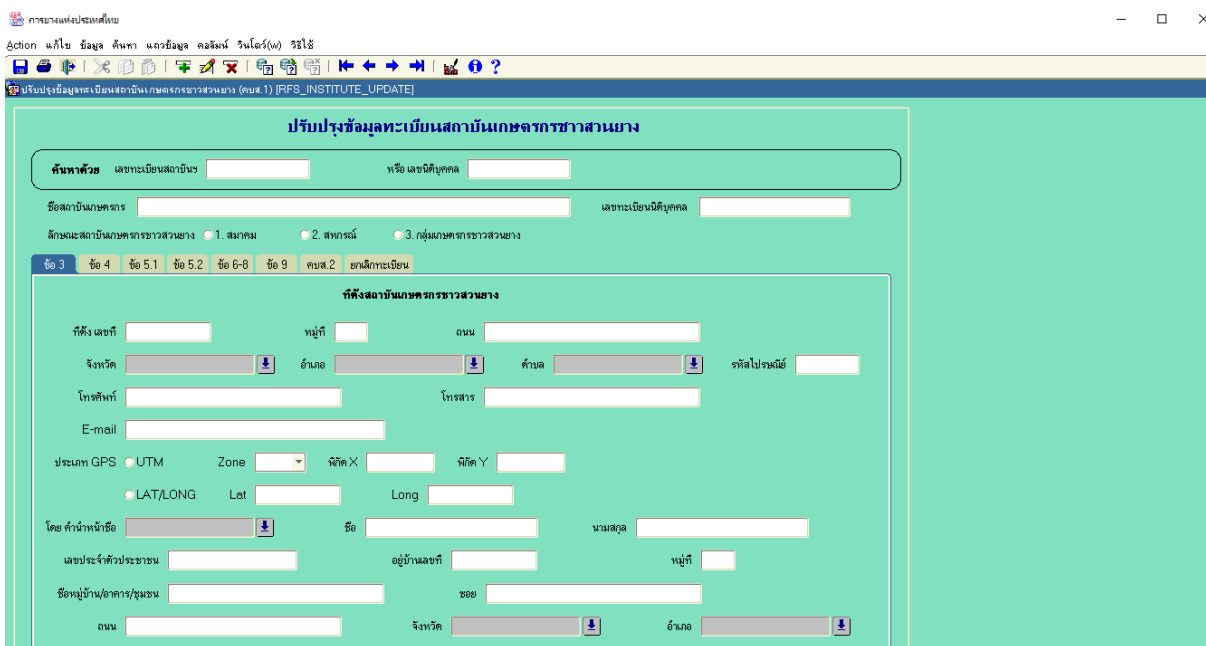 การยางแห่งประเทศไทย
Action แก้ไข ข้อมูล ค้นหา แถวข้อมูล คอลัมน์ วินโดว์(w) วิธีใช้
ปรับปรุงข้อมูลทะเบียนสถาบันเกษตรกรชาวสวนยาง (คบส.1) [RFS_INSTITUTE_UPDATE]
ปรับปรุงข้อมูลทะเบียนสถาบันเกษตรกรชาวสวนยาง
ค้นหาด้วย เลขทะเบียนสถาบันฯ หรือ เลขนิติบุคคล
ชื่อสถาบันเกษตรกร เลขทะเบียนนิติบุคคล
ลักษณะสถาบันเกษตรกรชาวสวนยาง 1. สมาคม 2. สหกรณ์ 3. กลุ่มเกษตรกรชาวสวนยาง
ข้อ 3 ข้อ 4 ข้อ 5.1 ข้อ 5.2 ข้อ 6-8 ข้อ 9 คบส.2 ยกเลิกทะเบียน
ที่ตั้งสถาบันเกษตรกรชาวสวนยาง
ที่ตั้ง เลขที่ หมู่ที่ ถนน
จังหวัด อำเภอ ตำบล รหัสไปรษณีย์
โทรศัพท์ โทรสาร
E-mail
ประเภท GPS UTM Zone พิกัด X พิกัด Y
LAT/LONG Lat Long
โดย คำนำหน้าชื่อ ชื่อ นามสกุล
เลขประจำตัวประชาชน อยู่บ้านเลขที่ หมู่ที่
ชื่อหมู่บ้าน/อาคาร/ชุมชน ซอย
ถนน จังหวัด อำเภอ